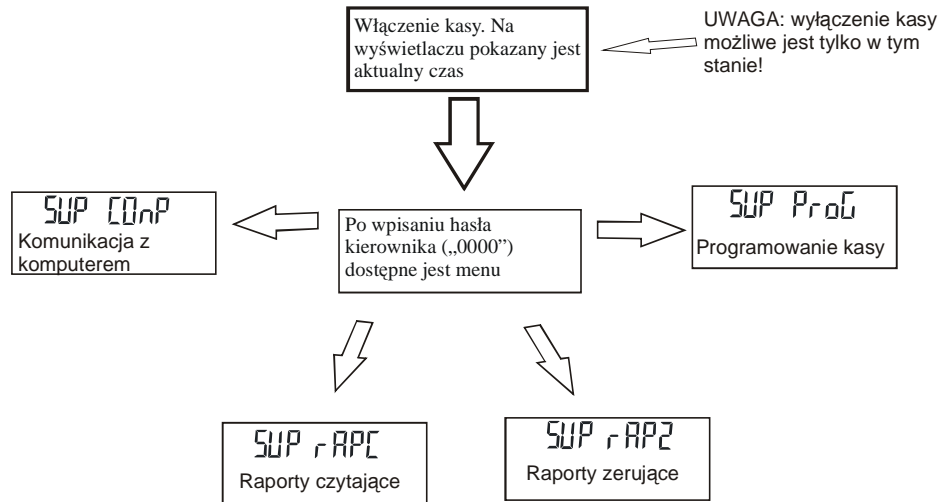 Włączenie kasy. Na
wyświetlaczu pokazany jest
aktualny czas
UWAGA: wyłączenie kasy
możliwe jest tylko w tym
stanie!
SUP COnP
Komunikacja z
komputerem
Po wpisaniu hasła
kierownika („0000”)
dostępne jest menu
SUP ProG
Programowanie kasy
SUP rAPC
Raporty czytające
SUP rAPZ
Raporty zerujące